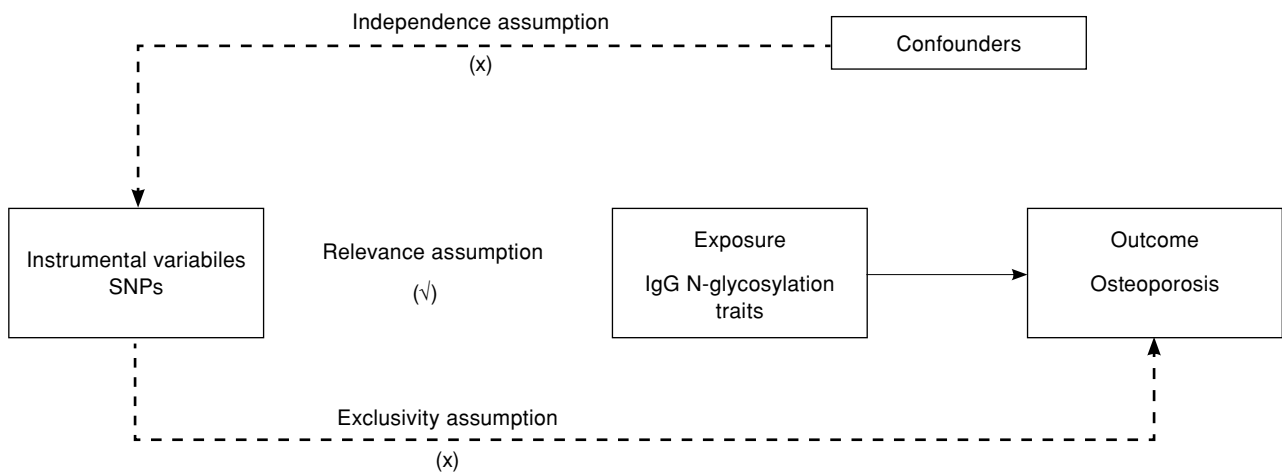 Independence assumption
(x)
Confounders
Instrumental variabiles
SNPs
Relevance assumption
(√)
Exposure
IgG N-glycosylation
traits
Outcome
Osteoporosis
Exclusivity assumption
(x)